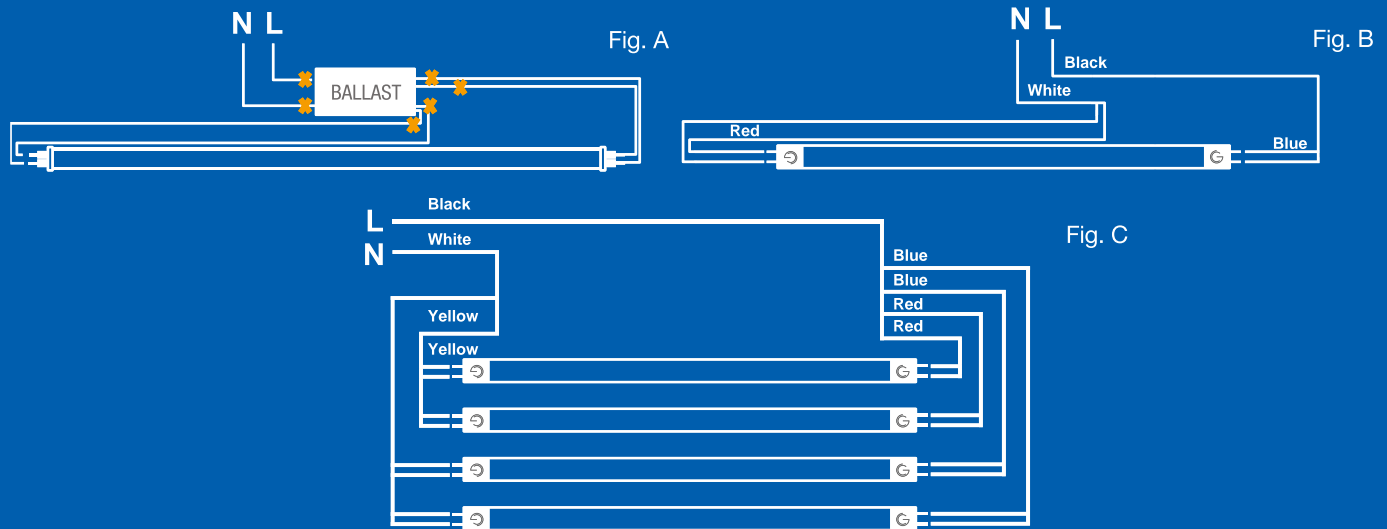 N L
Fig. A
BALLAST
N L
Fig. B
Black
White
Red
Blue
L
Black
N
White
Fig. C
Blue
Blue
Yellow
Red
Red
Yellow